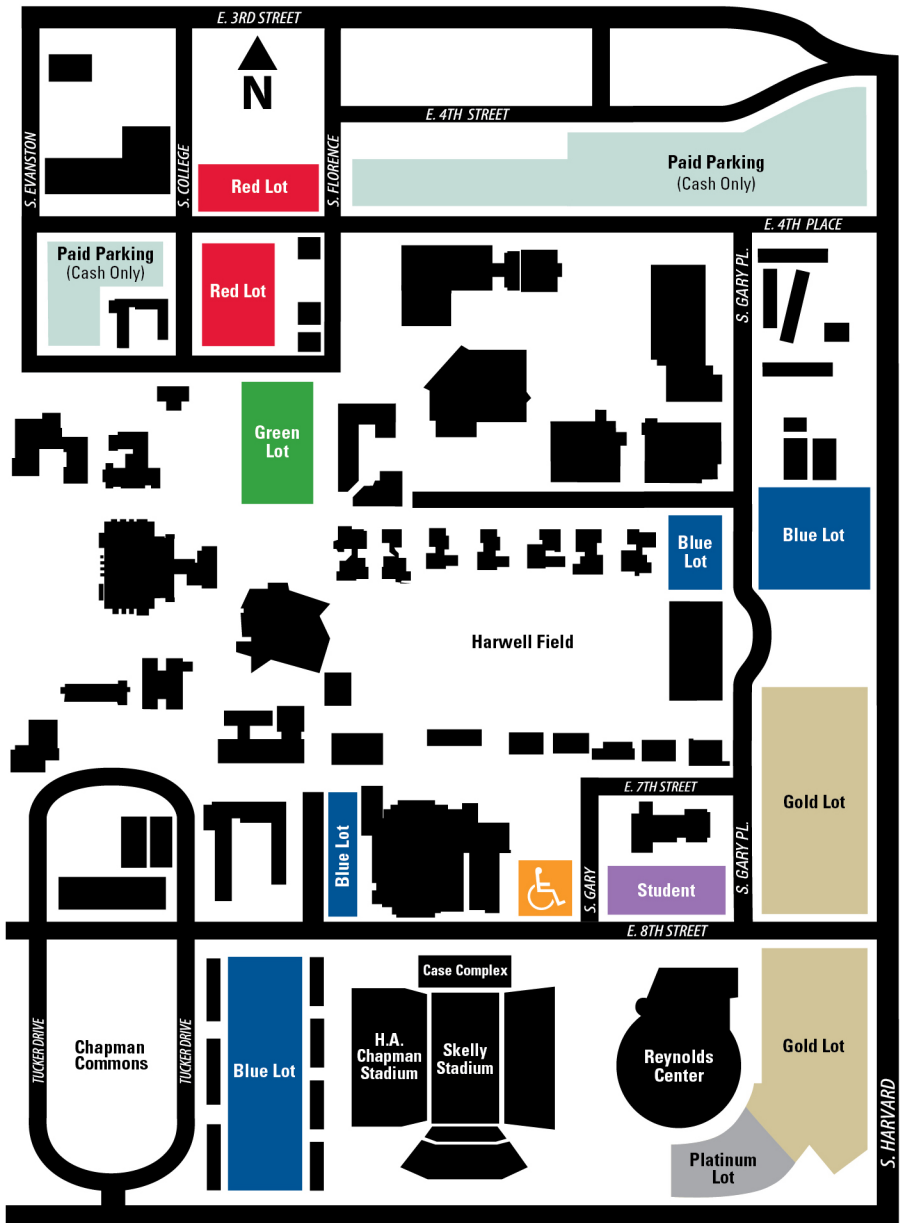 E. 3RD STREET
N
E. 4TH STREET
S. EVANSTON
S. COLLEGE
S. FLORENCE
Red Lot
Paid Parking
(Cash Only)
E. 4TH PLACE
Paid Parking
(Cash Only)
Red Lot
S. GARY PL.
Green
Lot
Blue
Lot
Blue Lot
Harwell Field
E. 7TH STREET
Gold Lot
Blue Lot
S. GARY
Student
S. GARY PL.
E. 8TH STREET
Case Complex
TUCKER DRIVE
Chapman
Commons
TUCKER DRIVE
Blue Lot
H.A.
Chapman
Stadium
Skelly
Stadium
Reynolds
Center
Gold Lot
Platinum
Lot
S. HARVARD